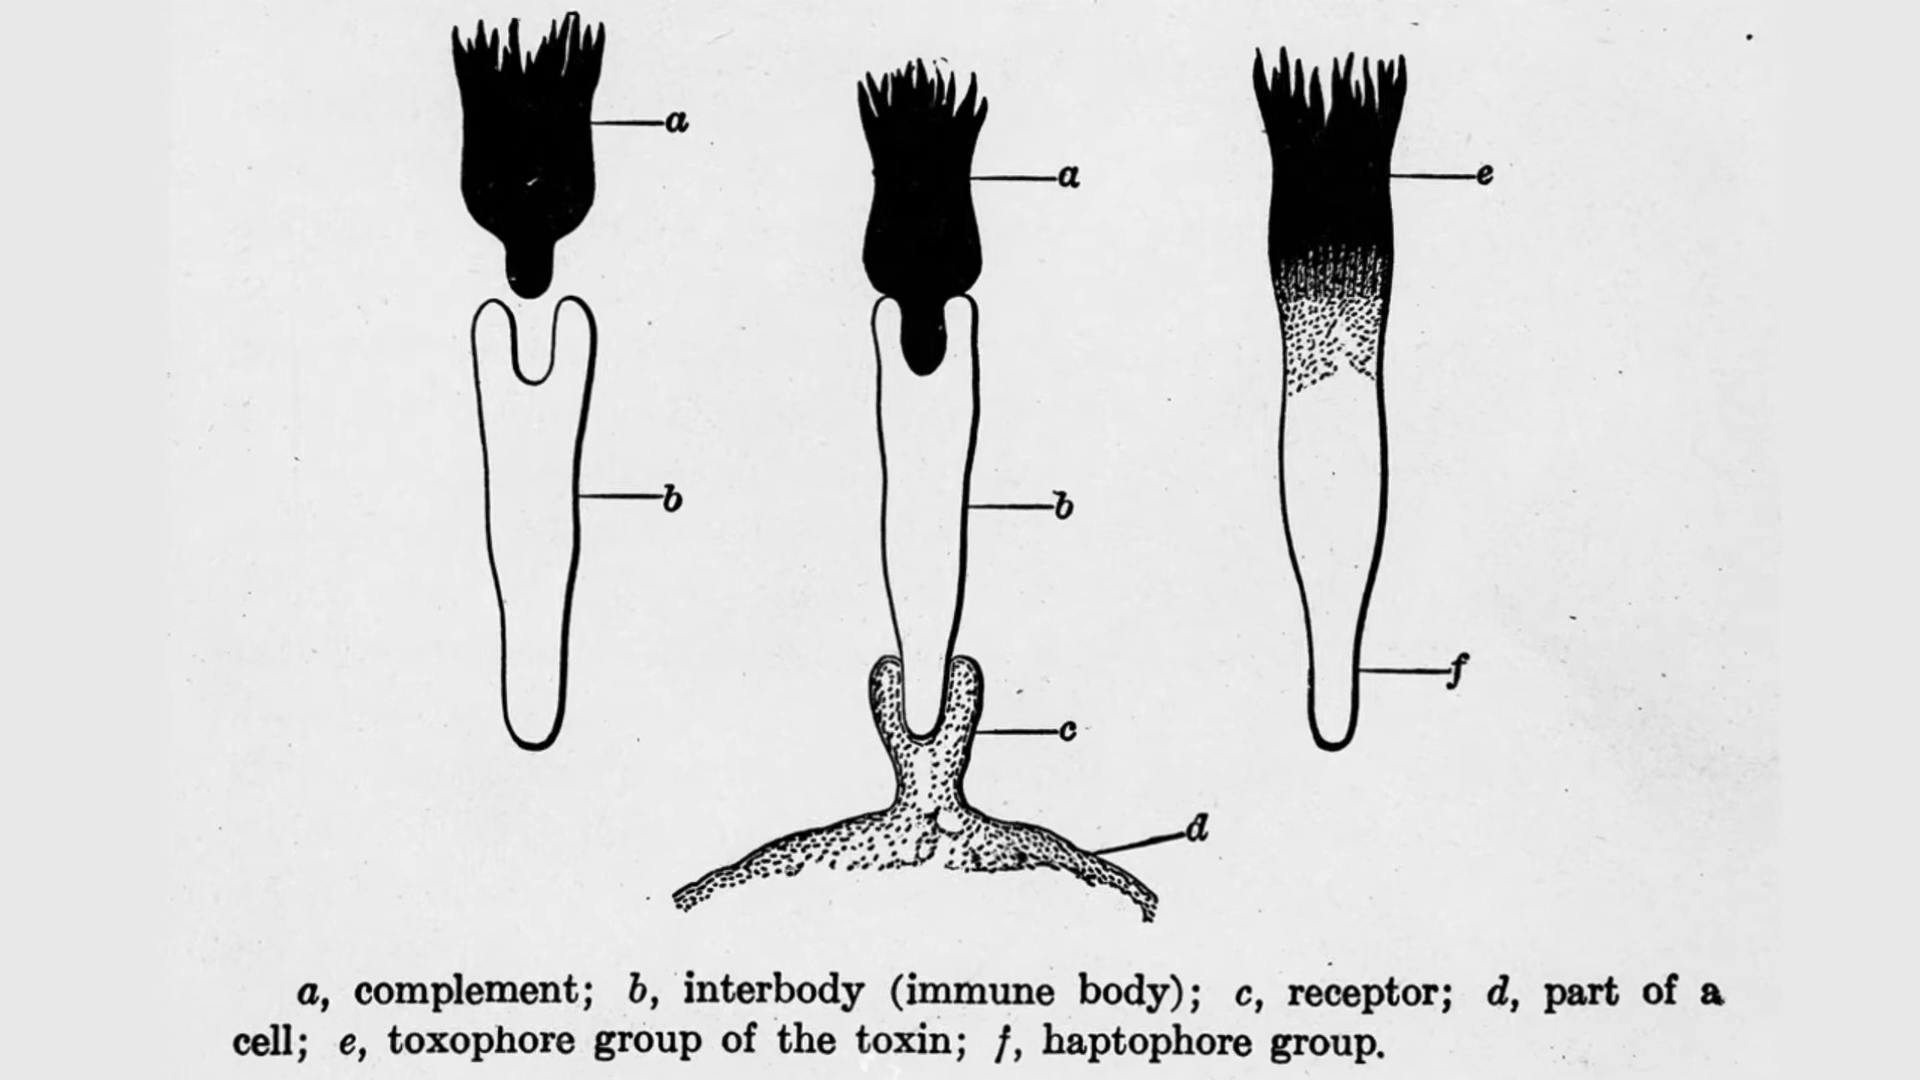 a
a
e
b
b
f
c
d
a, complement; b, interbody (immune body); c, receptor; d, part of a
cell; e, toxophore group of the toxin; f, haptophore group.